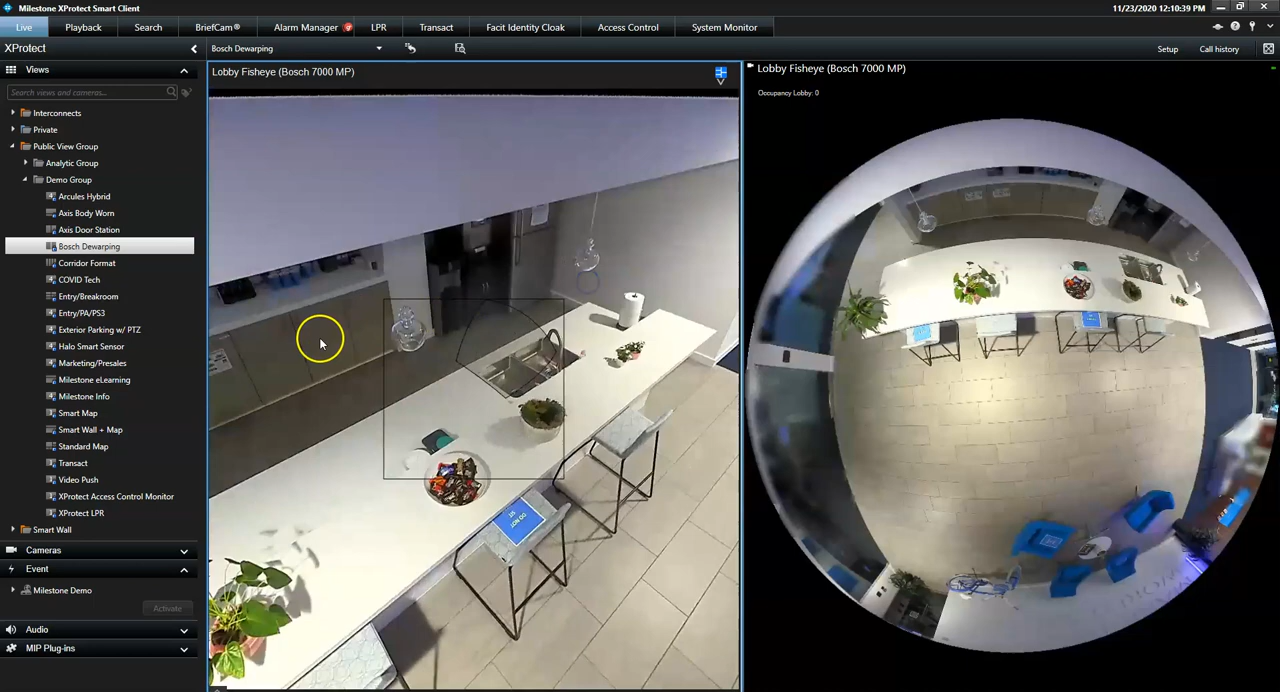 Milestone XProtect Smart Client
11/23/2020 12:10:39 PM
Live Playback Search BriefCam® Alarm Manager LPR Transact Facit Identity Cloak Access Control System Monitor
XProtect
Bosch Dewarping
Setup Call history
Views
Search views and cameras...
Interconnects
Private
Public View Group
Analytic Group
Demo Group
Arcules Hybrid
Axis Body Worn
Axis Door Station
Bosch Dewarping
Corridor Format
COVID Tech
Entry/Breakroom
Entry/PA/PS3
Exterior Parking w/ PTZ
Halo Smart Sensor
Marketing/Presales
Milestone eLearning
Milestone Info
Smart Map
Smart Wall + Map
Standard Map
Transact
Video Push
XProtect Access Control Monitor
XProtect LPR
Smart Wall
Cameras
Event
Milestone Demo
Activate
Audio
MIP Plug-ins
Lobby Fisheye (Bosch 7000 MP)
DO NOT
SIT
Lobby Fisheye (Bosch 7000 MP)
Occupancy Lobby: 0